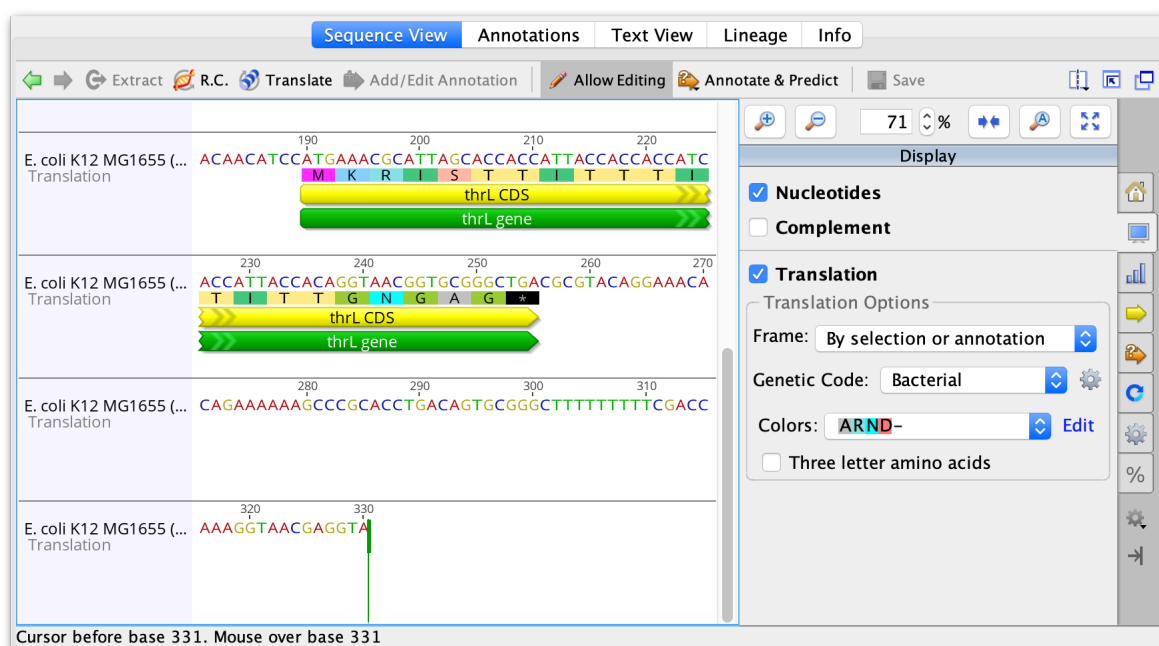 Sequence View Annotations Text View Lineage Info
Extract R.C. Translate Add/Edit Annotation Allow Editing Annotate & Predict Save
71 %
Display
Nucleotides
Complement
Translation
Translation Options
Frame: By selection or annotation
Genetic Code: Bacterial
Colors: ARND- Edit
Three letter amino acids
%
190 200 210 220
E. coli K12 MG1655 (... ACAACATCCATGAAACGCATTAGCACCACCATTACCACCACCATC
Translation M K R I S T T I T T T I
thrL CDS
thrL gene
230 240 250 260 270
E. coli K12 MG1655 (... ACCATTACCACAGGTAACGGTGCGGGCTGACGCGTACAGGAAACA
Translation T I T T G N G A G *
thrL CDS
thrL gene
280 290 300 310
E. coli K12 MG1655 (... CAGAAAAAAGCCCGCACCTGACAGTGCGGGCTTTTTTTTTCGACC
Translation
320 330
E. coli K12 MG1655 (... AAAGGTAACGAGGTA
Translation
Cursor before base 331. Mouse over base 331